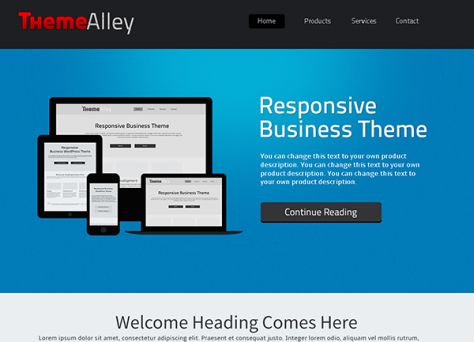 ThemeAlley
Home Products Services Contact
Responsive
Business Theme
You can change this text to your own product
description. You can change this text to your own
product description. You can change this text to
your own product description.
Continue Reading
Theme
Responsive Business Theme
Responsive
Business WordPress Theme
Responsive Business Theme
Welcome Heading Comes Here
Lorem ipsum dolor sit amet, consectetur adipiscing elit. Praesent et consequat justo. Integer lorem odio, aliquam vel mollis rutrum,